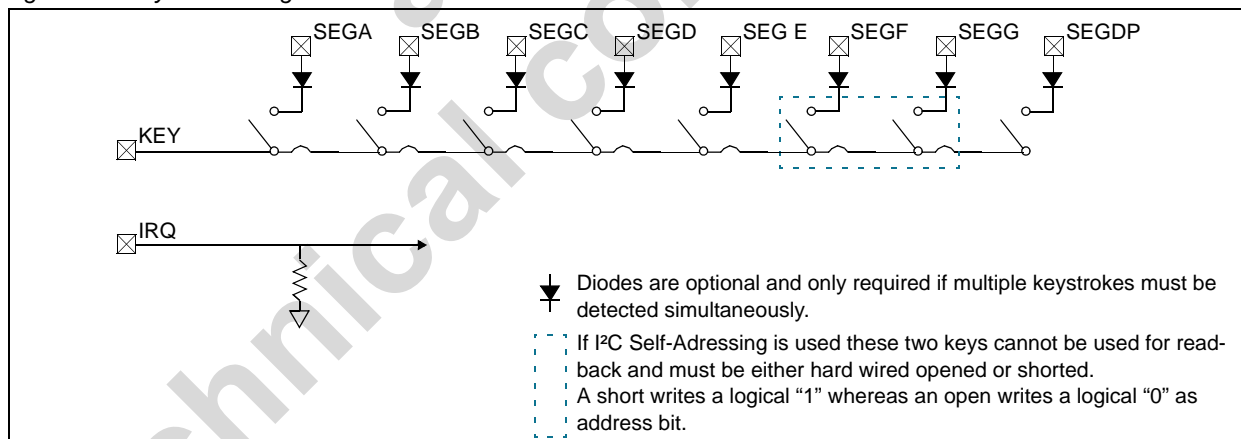 SEGA SEGB SEGC SEGD SEG E SEGF SEGG SEGDP
KEY
IRQ
Diodes are optional and only required if multiple keystrokes must be
detected simultaneously.
If I²C Self-Adressing is used these two keys cannot be used for read-
back and must be either hard wired opened or shorted.
A short writes a logical “1” whereas an open writes a logical “0” as
address bit.